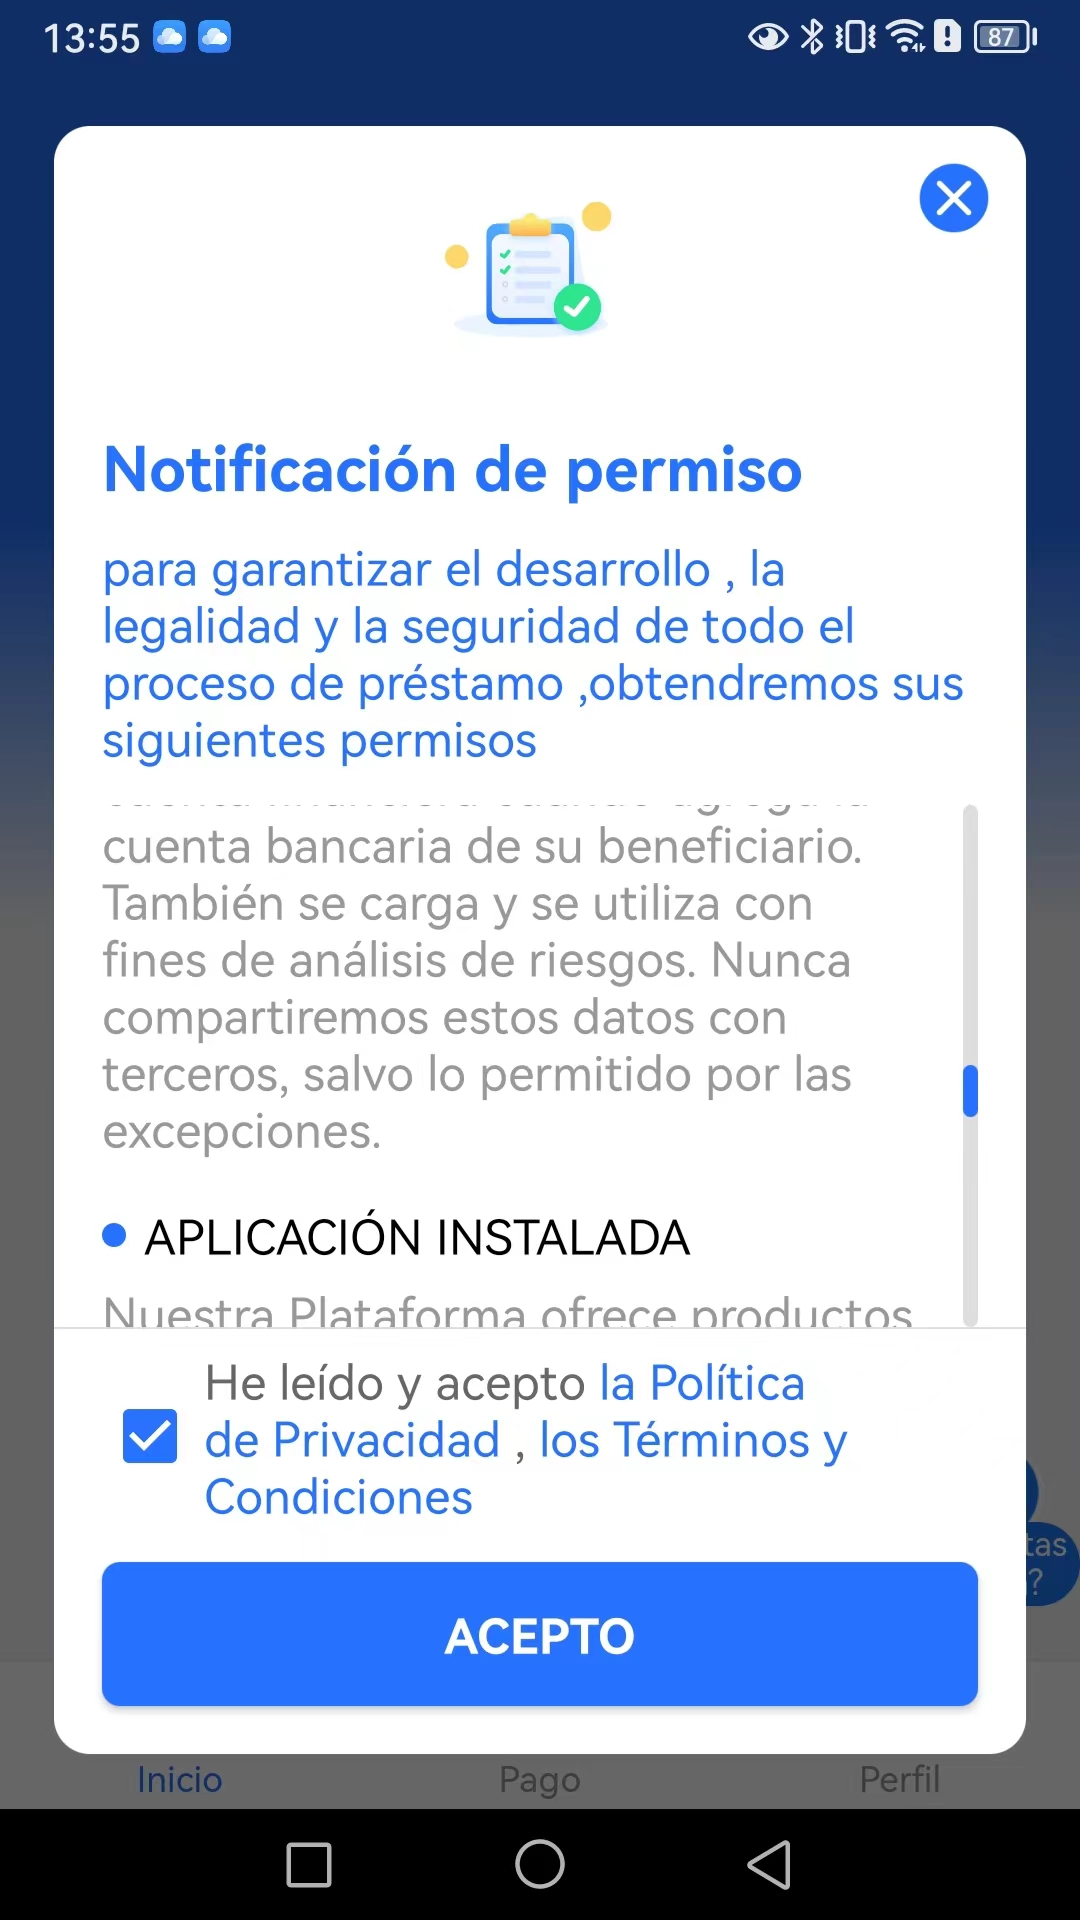 13:55
87
Notificación de permiso
para garantizar el desarrollo , la
legalidad y la seguridad de todo el
proceso de préstamo ,obtendremos sus
siguientes permisos
cuenta bancaria de su beneficiario.
También se carga y se utiliza con
fines de análisis de riesgos. Nunca
compartiremos estos datos con
terceros, salvo lo permitido por las
excepciones.
APLICACIÓN INSTALADA
Nuestra Plataforma ofrece productos
He leído y acepto la Política
de Privacidad , los Términos y
Condiciones
tas
?
ACEPTO
Inicio
Pago
Perfil